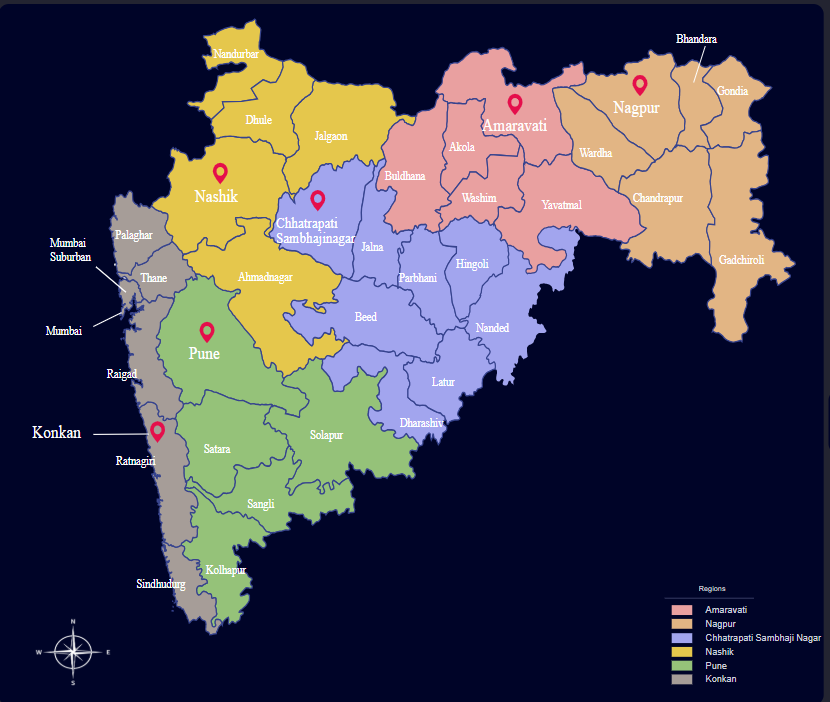 Bhandara
Nandurbar
Gondia
Nagpur
Dhule
Amaravati
Jalgaon
Akola
Wardha
Buldhana
Nashik
Washim
Chandrapur
Yavatmal
Chhatrapati
Sambhajinagar
Palaghar
Mumbai
Suburban
Jalna
Gadchiroli
Hingoli
Thane
Ahmadnagar
Parbhani
Beed
Nanded
Mumbai
Pune
Raigad
Latur
Dharashiv
Konkan
Solapur
Satara
Ratnagiri
Sangli
Kolhapur
Sindhudurg
Regions
Amaravati
Nagpur
Chhatrapati Sambhaji Nagar
Nashik
Pune
Konkan
N
W
E
S